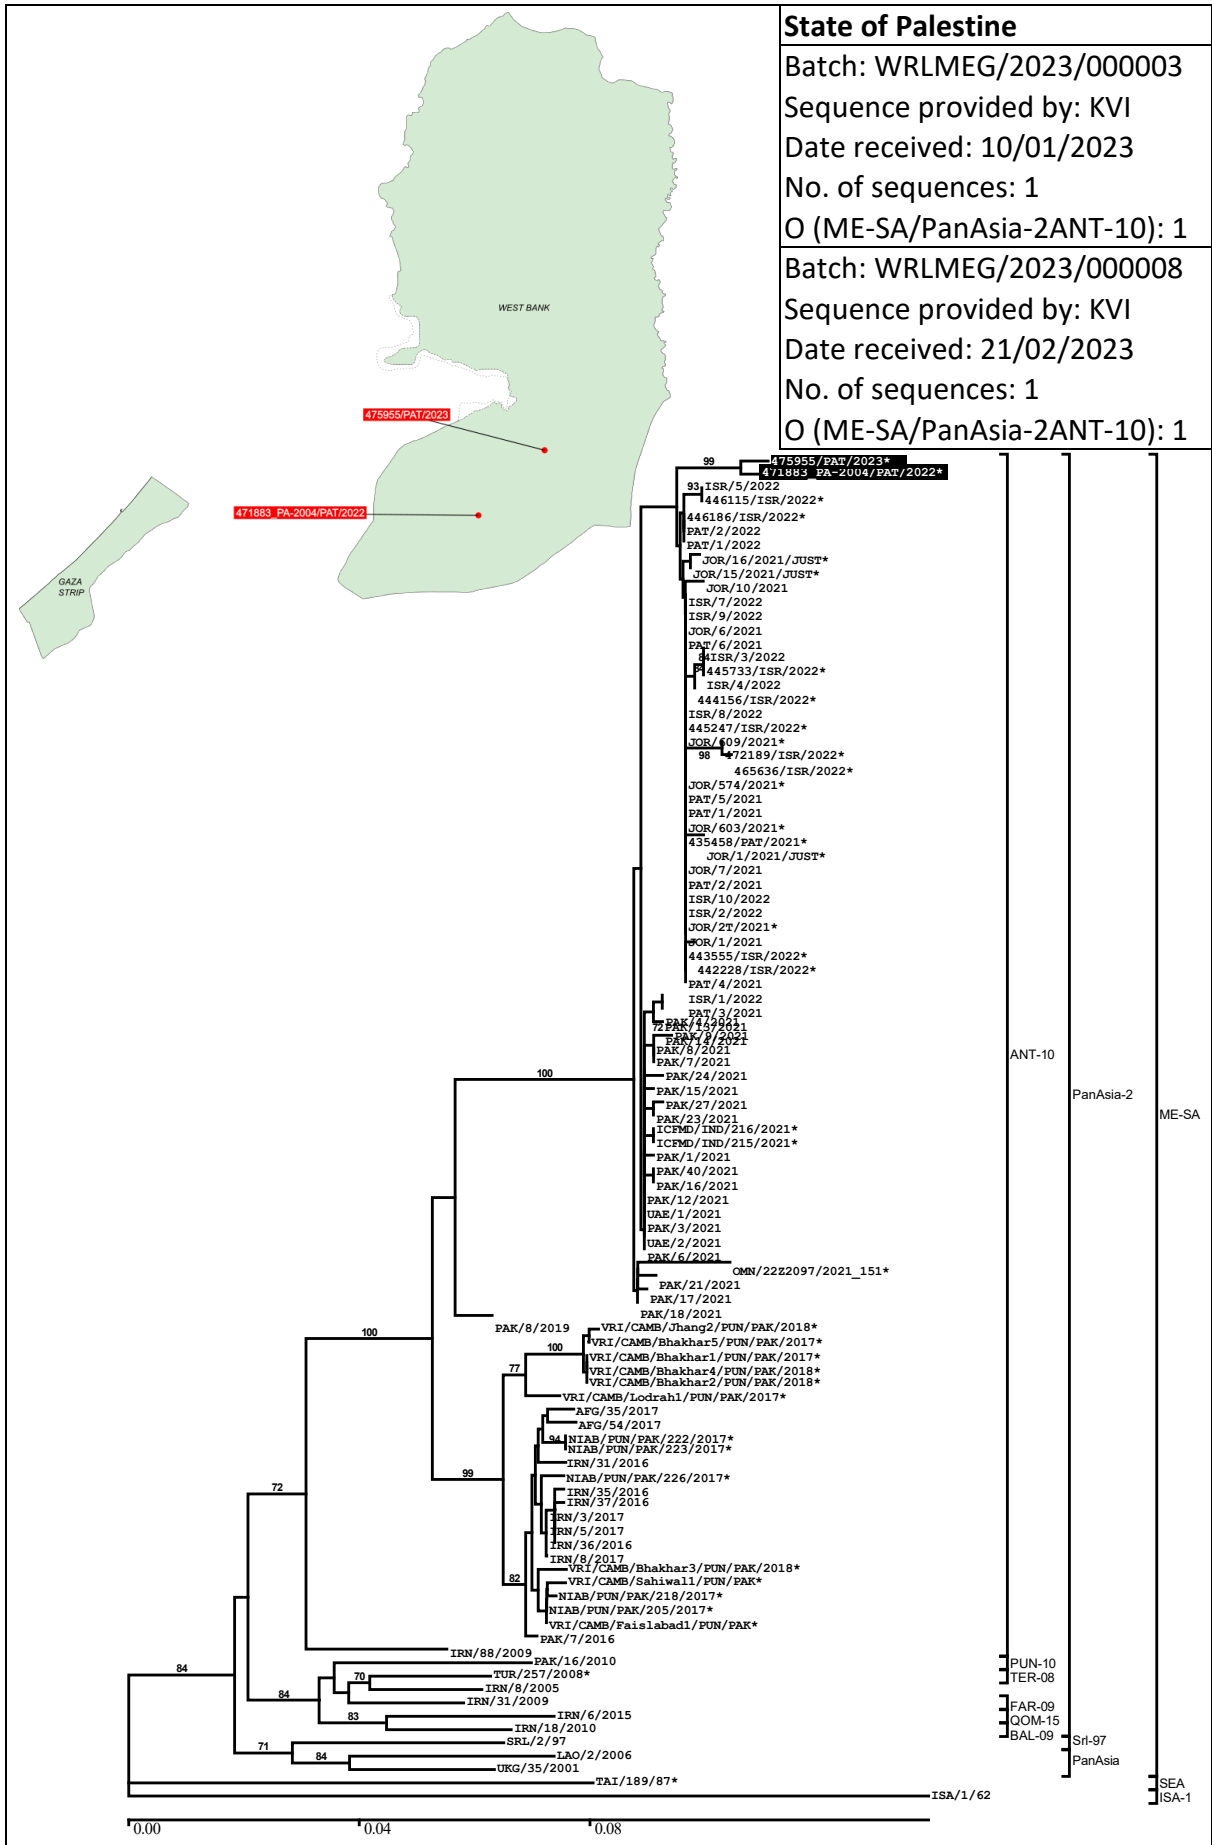 State of Palestine
Batch: WRLMEG/2023/000003
Sequence provided by: KVI
Date received: 10/01/2023
No. of sequences: 1
O (ME-SA/PanAsia-2ANT-10): 1
Batch: WRLMEG/2023/000008
Sequence provided by: KVI
Date received: 21/02/2023
No. of sequences: 1
O (ME-SA/PanAsia-2ANT-10): 1
WEST BANK
475955/PAT/2023
471883_PA-2004/PAT/2022
GAZA
STRIP
99
475955/PAT/2023*
471883_PA-2004/PAT/2022*
93
ISR/5/2022
446115/ISR/2022*
446186/ISR/2022*
PAT/2/2022
PAT/1/2022
JOR/16/2021/JUST*
JOR/15/2021/JUST*
JOR/10/2021
ISR/7/2022
ISR/9/2022
JOR/6/2021
PAT/6/2021
ISR/3/2022
445733/ISR/2022*
ISR/4/2022
444156/ISR/2022*
ISR/8/2022
445247/ISR/2022*
JOR/609/2021*
98
472189/ISR/2022*
465636/ISR/2022*
JOR/574/2021*
PAT/5/2021
PAT/1/2021
JOR/603/2021*
435458/PAT/2021*
JOR/1/2021/JUST*
JOR/7/2021
PAT/2/2021
ISR/10/2022
ISR/2/2022
JOR/2T/2021*
JOR/1/2021
443555/ISR/2022*
442228/ISR/2022*
PAT/4/2021
ISR/1/2022
PAT/3/2021
PAK/4/2021
72
PAK/13/2021
PAK/9/2021
PAK/14/2021
PAK/8/2021
PAK/7/2021
ANT-10
100
PAK/24/2021
PAK/15/2021
PanAsia-2
PAK/27/2021
ME-SA
PAK/23/2021
ICFMD/IND/216/2021*
ICFMD/IND/215/2021*
PAK/1/2021
PAK/40/2021
PAK/16/2021
PAK/12/2021
UAE/1/2021
PAK/3/2021
UAE/2/2021
PAK/6/2021
OMN/22Z2097/2021_151*
PAK/21/2021
PAK/17/2021
PAK/18/2021
PAK/8/2019
VRI/CAMB/Jhang2/PUN/PAK/2018*
100
VRI/CAMB/Bhakhar5/PUN/PAK/2017*
100
VRI/CAMB/Bhakhar1/PUN/PAK/2017*
77
VRI/CAMB/Bhakhar4/PUN/PAK/2018*
VRI/CAMB/Bhakhar2/PUN/PAK/2018*
VRI/CAMB/Lodrah1/PUN/PAK/2017*
AFG/35/2017
AFG/54/2017
94
NIAB/PUN/PAK/222/2017*
NIAB/PUN/PAK/223/2017*
IRN/31/2016
99
NIAB/PUN/PAK/226/2017*
72
IRN/35/2016
IRN/37/2016
IRN/3/2017
IRN/5/2017
IRN/36/2016
IRN/8/2017
VRI/CAMB/Bhakhar3/PUN/PAK/2018*
82
VRI/CAMB/Sahiwal1/PUN/PAK*
NIAB/PUN/PAK/218/2017*
NIAB/PUN/PAK/205/2017*
VRI/CAMB/Faislabad1/PUN/PAK*
PAK/7/2016
IRN/88/2009
PAK/16/2010
PUN-10
84
70
TUR/257/2008*
TER-08
IRN/8/2005
84
IRN/31/2009
FAR-09
83
IRN/6/2015
QOM-15
IRN/18/2010
BAL-09
71
SRL/2/97
Srl-97
84
LAO/2/2006
PanAsia
UKG/35/2001
TAI/189/87*
SEA
ISA/1/62
ISA-1
0.00
0.04
0.08